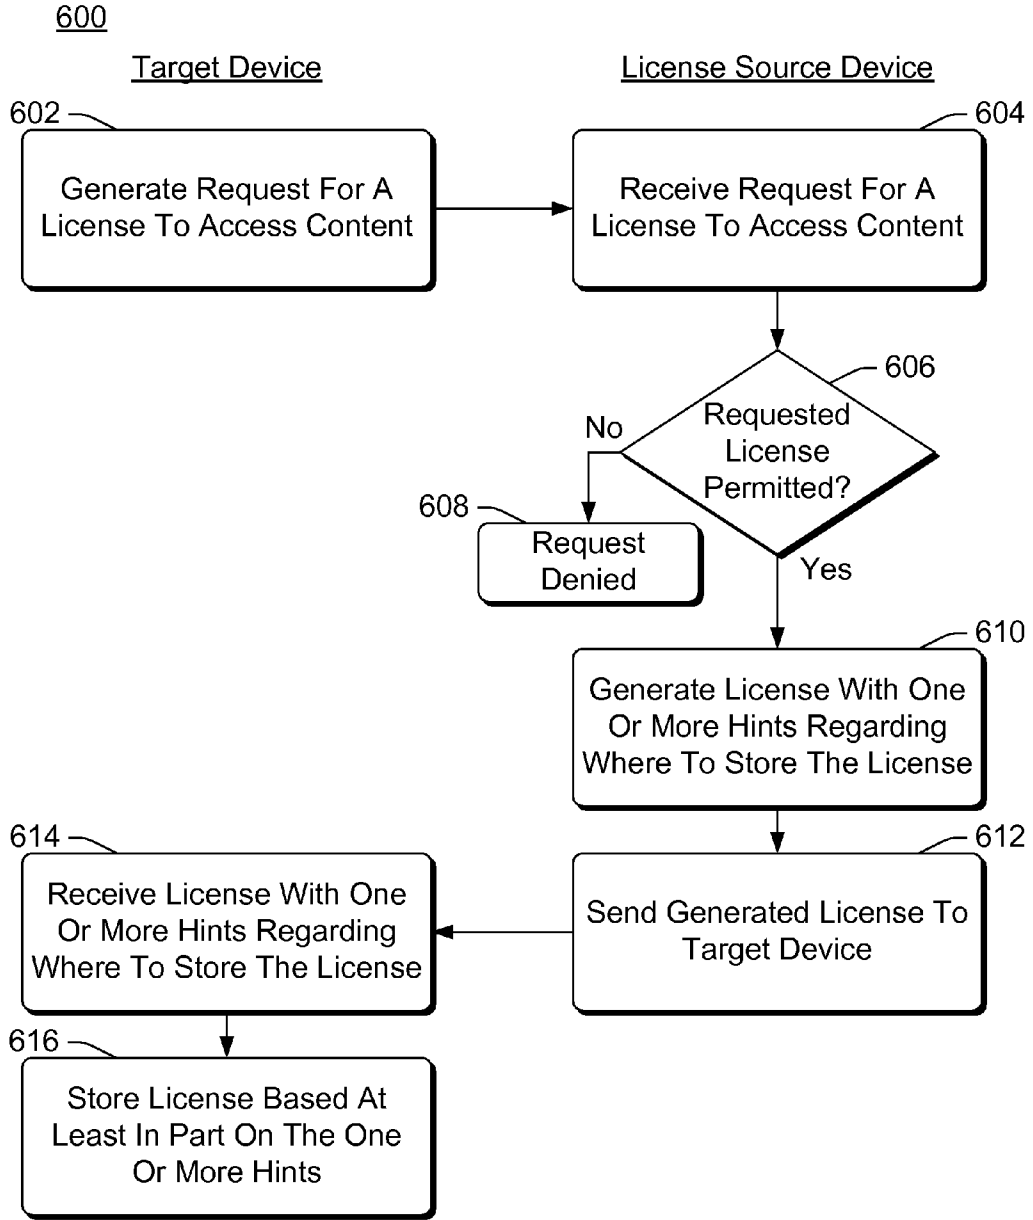 600
Target Device
License Source Device
602
604
Generate Request For A
License To Access Content
Receive Request For A
License To Access Content
606
Requested
License
Permitted?
No
608
Request
Denied
Yes
610
Generate License With One
Or More Hints Regarding
Where To Store The License
614
612
Receive License With One
Or More Hints Regarding
Where To Store The License
Send Generated License To
Target Device
616
Store License Based At
Least In Part On The One
Or More Hints